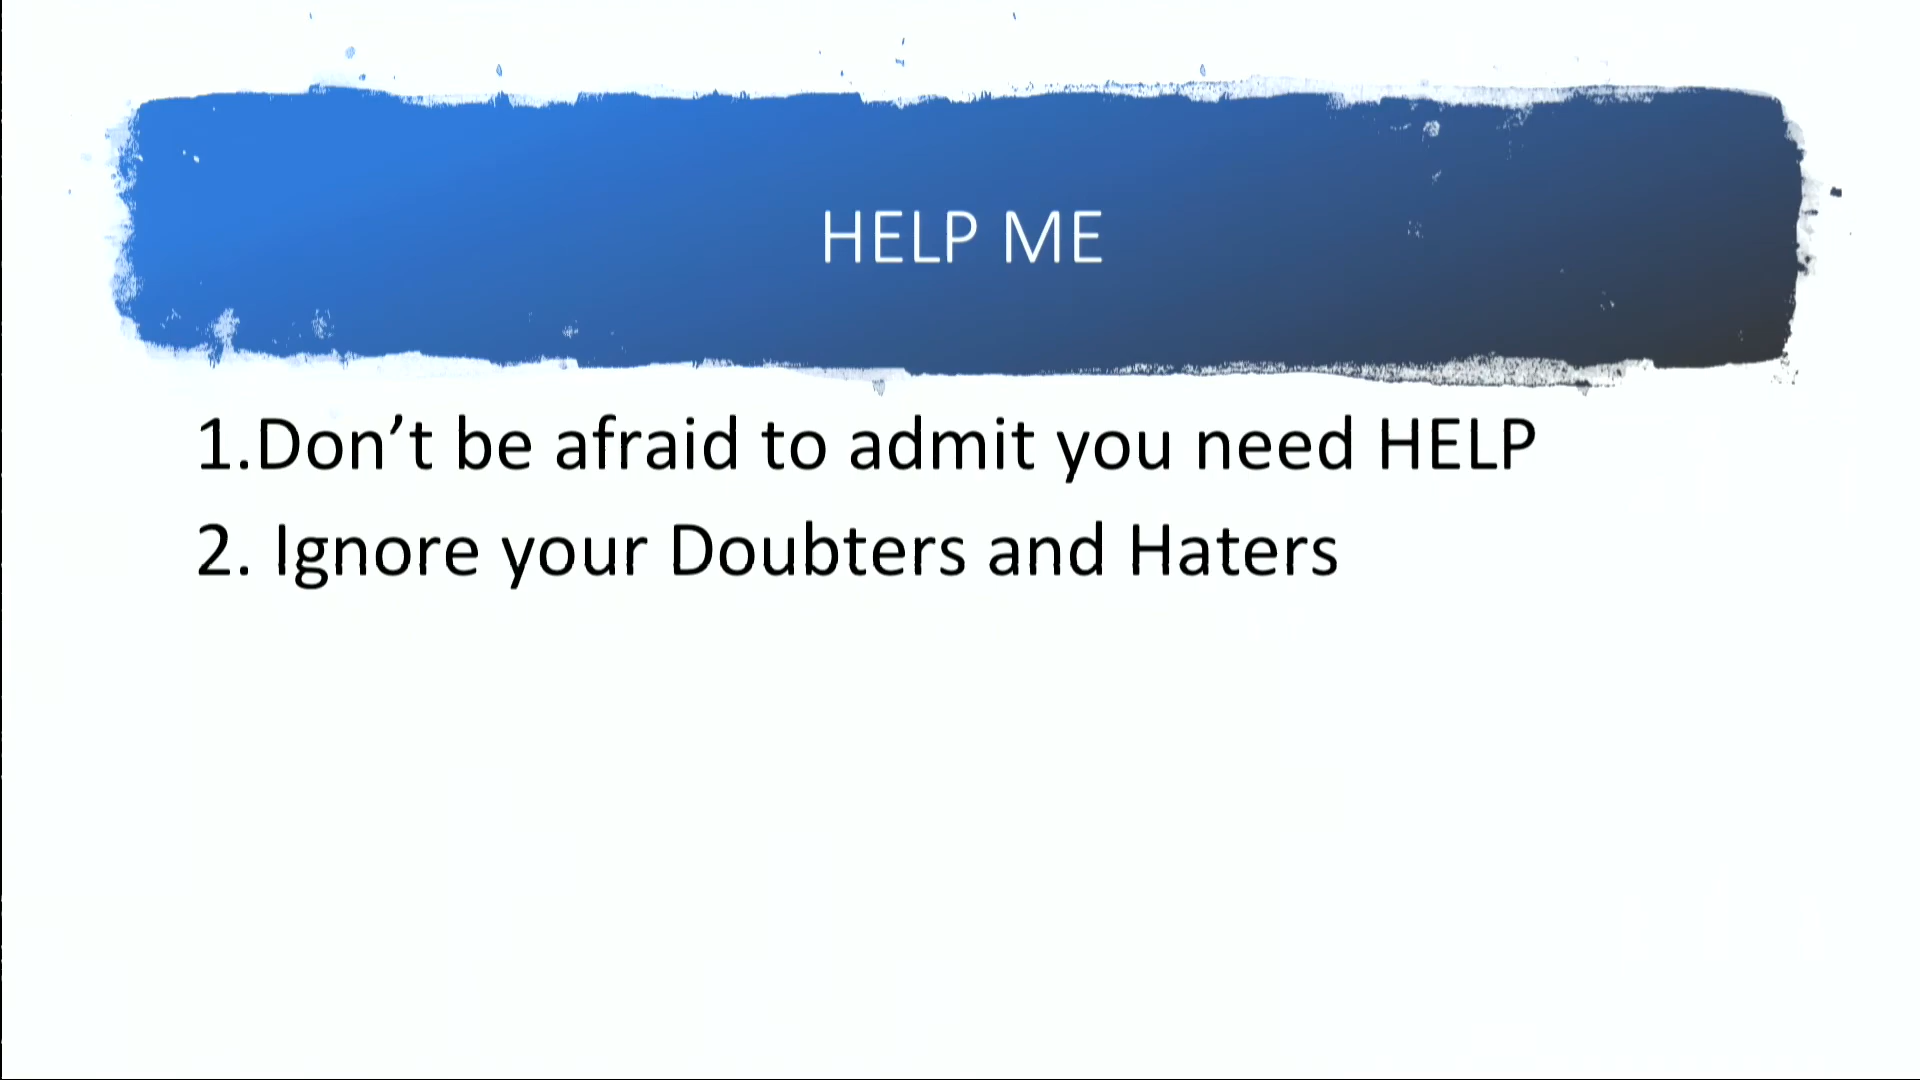 HELP ME
1.Don’t be afraid to admit you need HELP
2. Ignore your Doubters and Haters